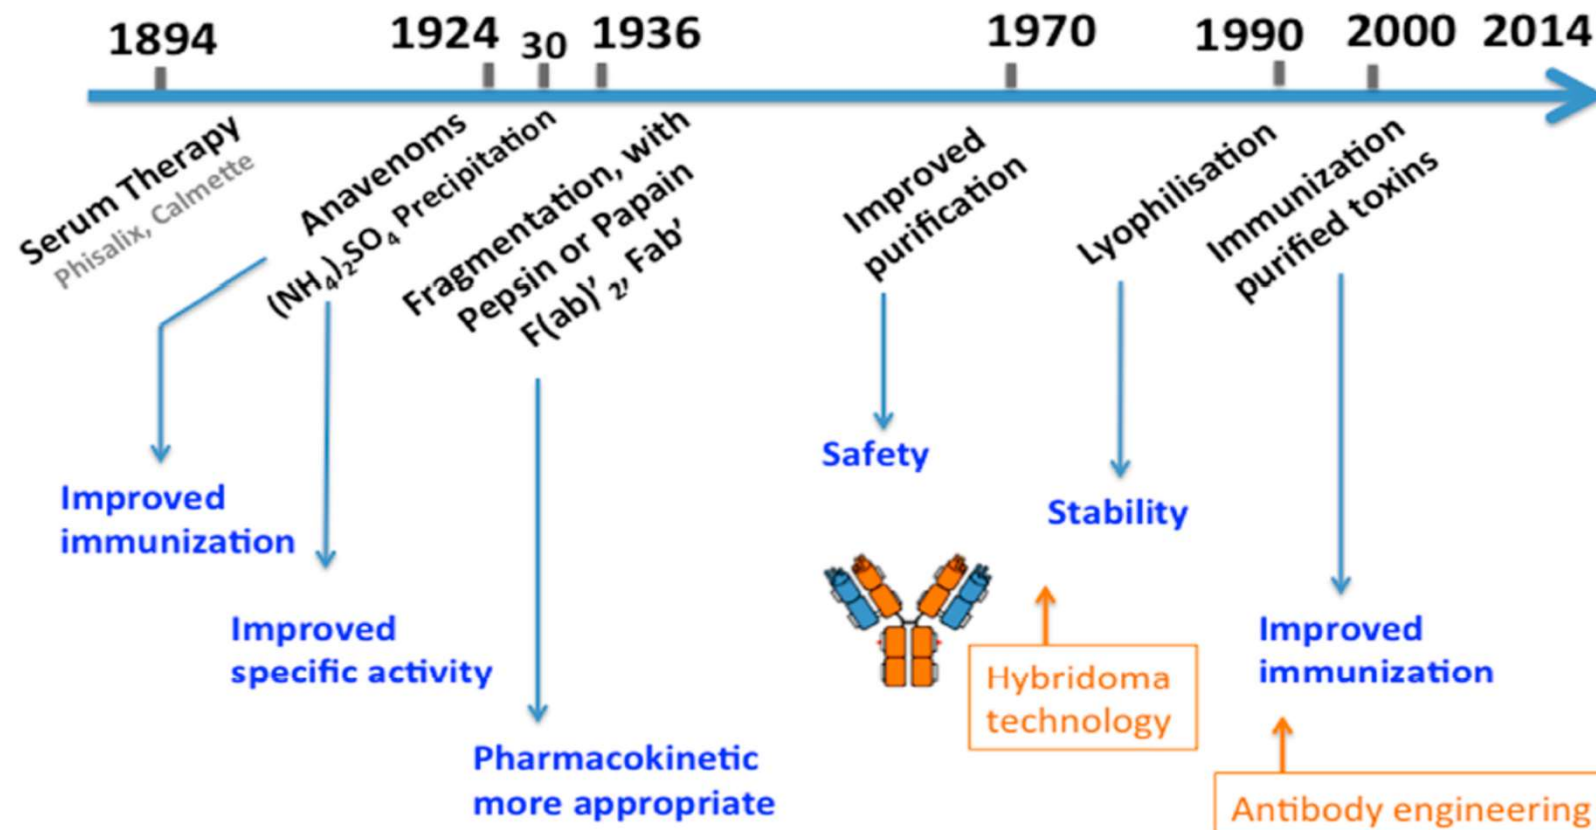 1894
1924
30
1936
1970
1990
2000
2014
Serum Therapy
Phisalix, Calmette
Anavenoms
(NH4)2SO4 Precipitation
Fragmentation, with
Pepsin or Papain
F(ab)’2, Fab’
Improved
purification
Lyophilisation
Immunization
purified toxins
Improved
immunization
Improved
specific activity
Pharmacokinetic
more appropriate
Safety
Stability
Hybridoma
technology
Improved
immunization
Antibody engineering